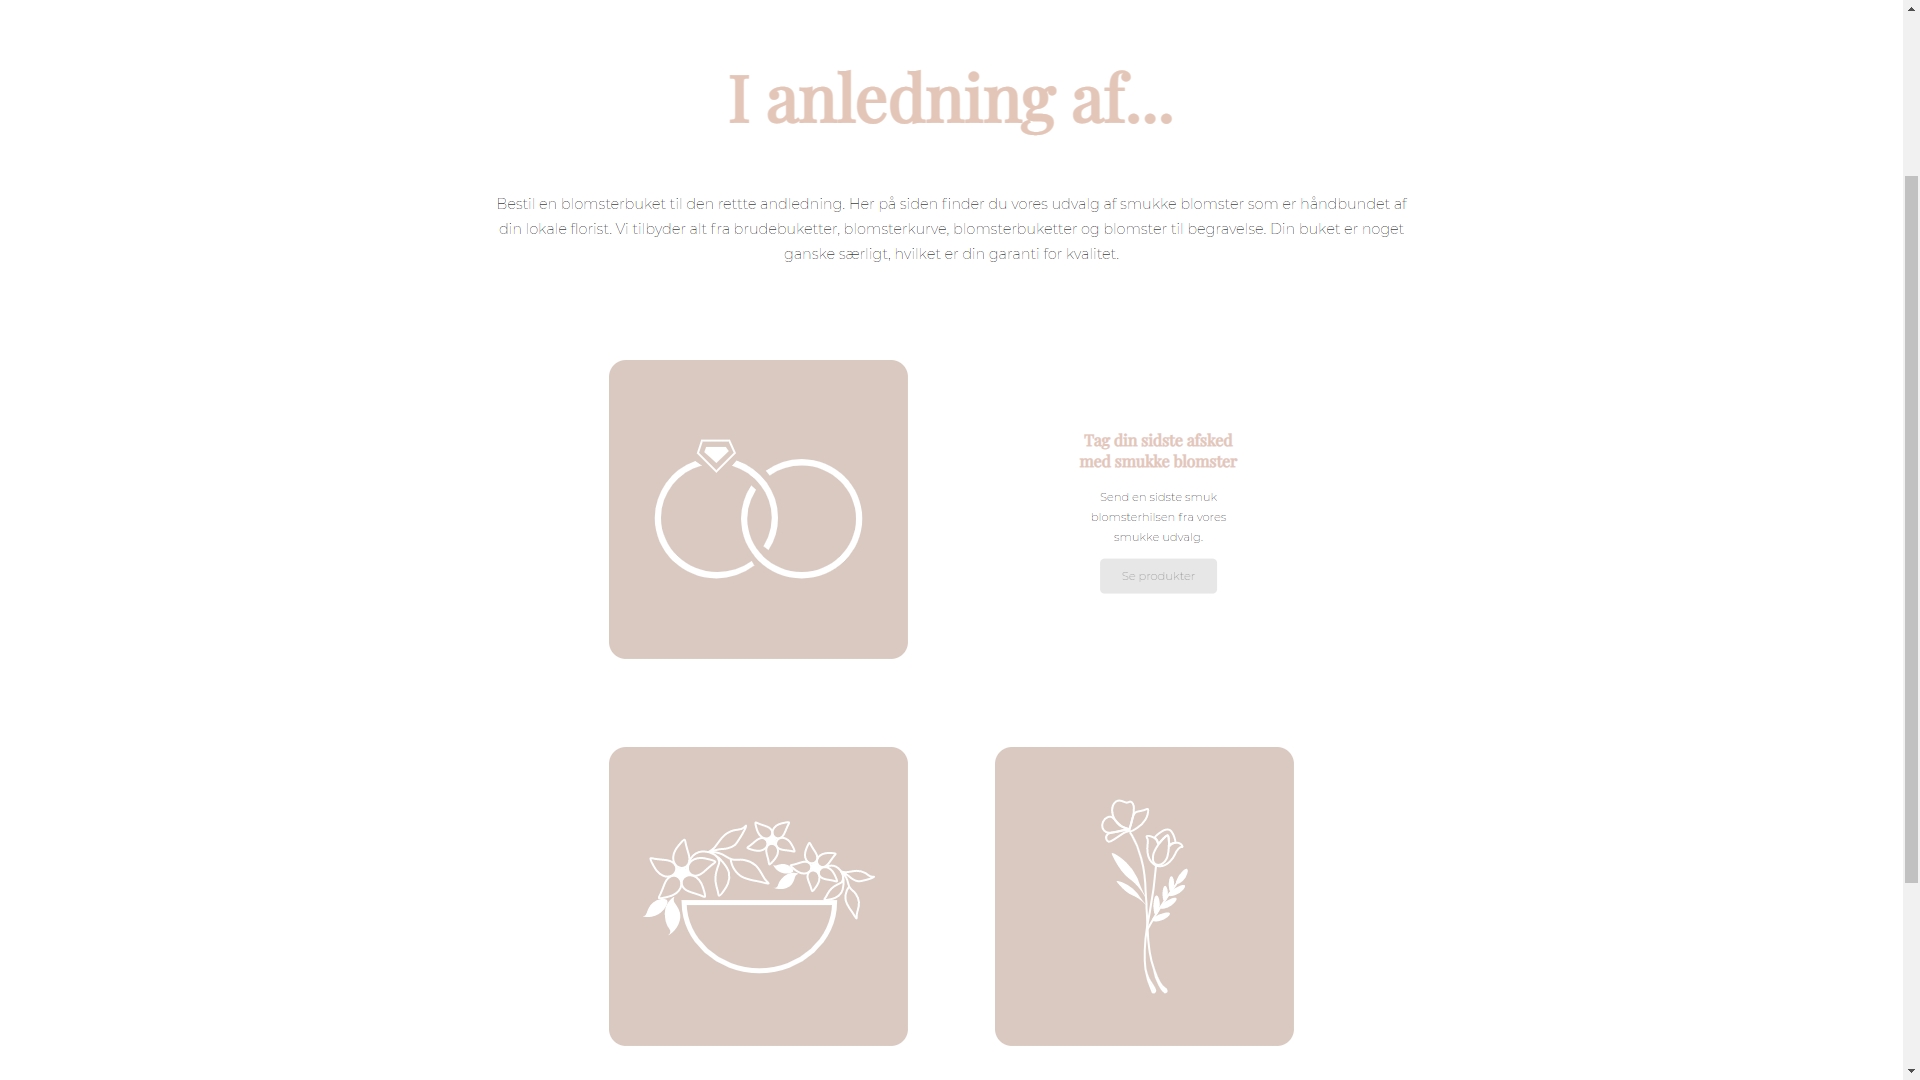 I anledning af...
Bestil en blomsterbuket til den rettte andledning. Her på siden finder du vores udvalg af smukke blomster som er håndbundet af
din lokale florist. Vi tilbyder alt fra brudebuketter, blomsterkurve, blomsterbuketter og blomster til begravelse. Din buket er noget
ganske særligt, hvilket er din garanti for kvalitet.
Tag din sidste afsked
med smukke blomster
Send en sidste smuk
blomsterhilsen fra vores
smukke udvalg.
Se produkter